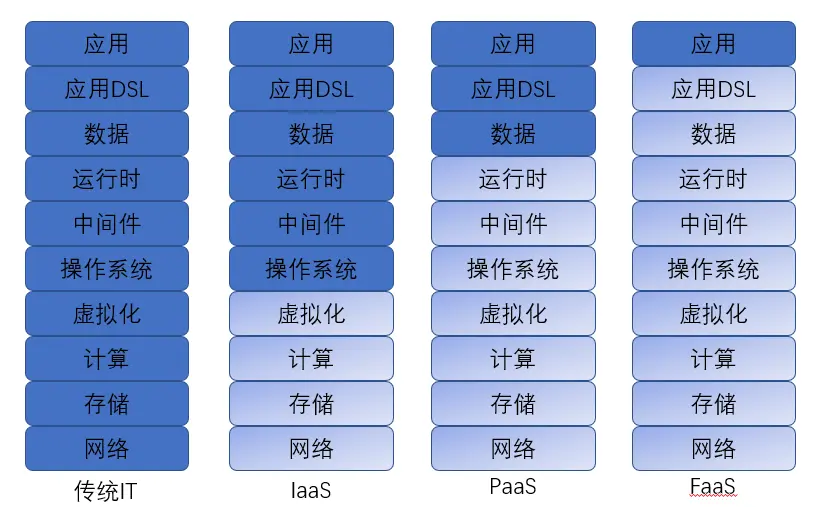 应用
应用DSL
数据
运行时
中间件
操作系统
虚拟化
计算
存储
网络
传统IT
应用
应用DSL
数据
运行时
中间件
操作系统
虚拟化
计算
存储
网络
IaaS
应用
应用DSL
数据
运行时
中间件
操作系统
虚拟化
计算
存储
网络
PaaS
应用
应用DSL
数据
运行时
中间件
操作系统
虚拟化
计算
存储
网络
FaaS